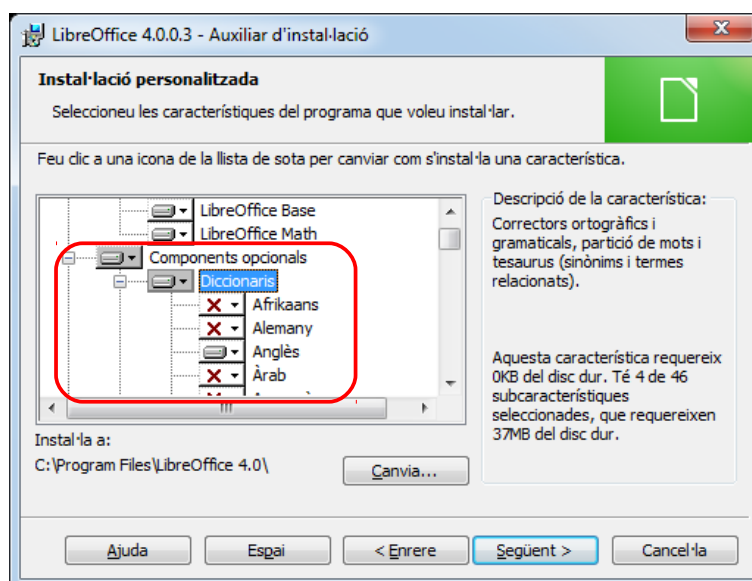 LibreOffice 4.0.0.3 - Auxiliar d'instal·lació
Instal·lació personalitzada
Seleccioneu les característiques del programa que voleu instal·lar.
Feu clic a una icona de la llista de sota per canviar com s'instal·la una característica.
LibreOffice Base
LibreOffice Math
Components opcionals
Diccionaris
Afrikaans
Alemany
Anglès
Àrab
Descripció de la característica:
Correctors ortogràfics i
gramaticals, partició de mots i
tesaurus (sinònims i termes
relacionats).
Aquesta característica requereix
0KB del disc dur. Té 4 de 46
subcaracterístiques
seleccionades, que requereixen
37MB del disc dur.
Instal·la a:
C:\Program Files\LibreOffice 4.0\
Canvia...
Ajuda
Espai
< Enrere
Següent >
Cancel·la